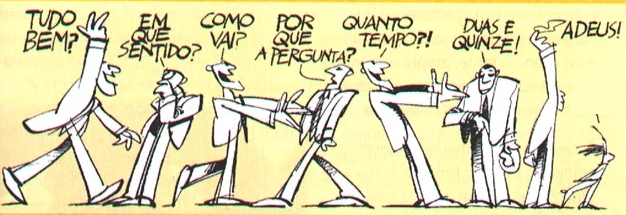 TUDO
BEM?
EM
QUE
SENTIDO?
COMO
VAI?
POR
QUE
A PERGUNTA?
QUANTO
TEMPO?!
DUAS E
QUINZE!
ADEUS!